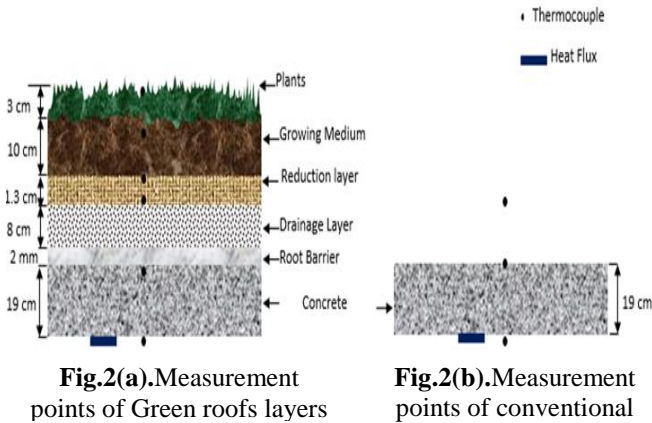 Thermocouple
Heat Flux
Plants
3 cm
Growing Medium
10 cm
Reduction layer
1.3 cm
Drainage Layer
8 cm
Root Barrier
2 mm
Concrete
19 cm
19 cm
Fig.2(a).Measurement
points of Green roofs layers
Fig.2(b).Measurement
points of conventional